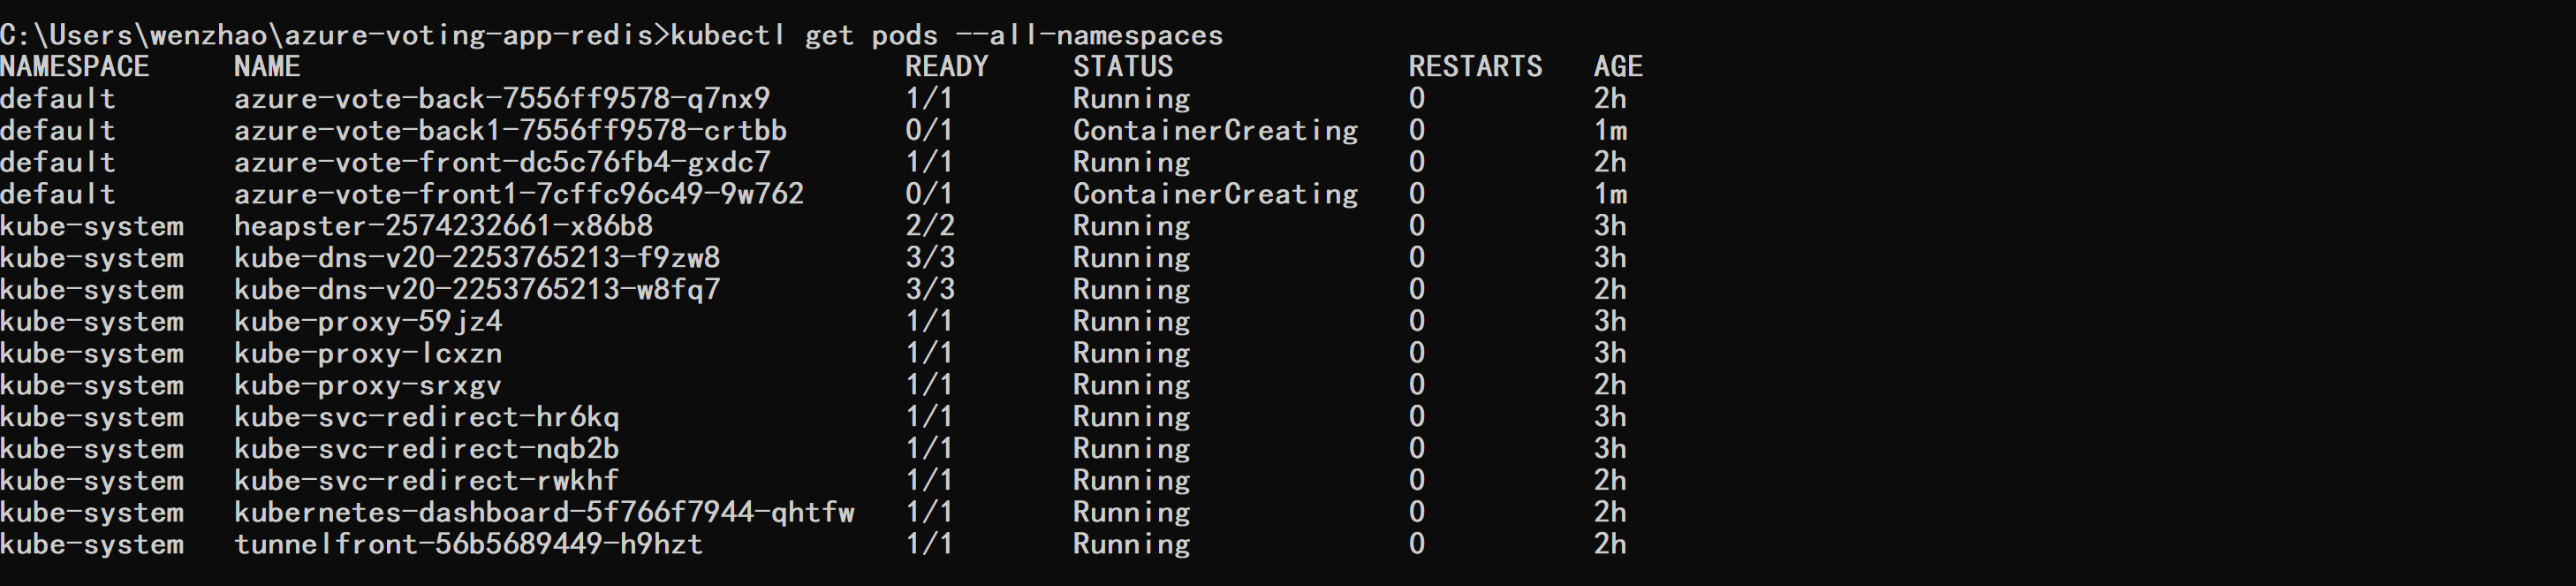 C:\Users\wenzhao\azure-voting-app-redis>kubectl get pods --all-namespaces
NAMESPACE     NAME                                    READY     STATUS              RESTARTS   AGE
default       azure-vote-back-7556ff9578-q7nx9        1/1       Running             0          2h
default       azure-vote-back1-7556ff9578-crtbb       0/1       ContainerCreating   0          1m
default       azure-vote-front-dc5c76fb4-gxdc7        1/1       Running             0          2h
default       azure-vote-front1-7cffc96c49-9w762      0/1       ContainerCreating   0          1m
kube-system   heapster-2574232661-x86b8               2/2       Running             0          3h
kube-system   kube-dns-v20-2253765213-f9zw8           3/3       Running             0          3h
kube-system   kube-dns-v20-2253765213-w8fq7           3/3       Running             0          2h
kube-system   kube-proxy-59jz4                        1/1       Running             0          3h
kube-system   kube-proxy-lcxzn                        1/1       Running             0          3h
kube-system   kube-proxy-srxgv                        1/1       Running             0          2h
kube-system   kube-svc-redirect-hr6kq                 1/1       Running             0          3h
kube-system   kube-svc-redirect-nqb2b                 1/1       Running             0          3h
kube-system   kube-svc-redirect-rwkhf                 1/1       Running             0          2h
kube-system   kubernetes-dashboard-5f766f7944-qhtfw   1/1       Running             0          2h
kube-system   tunnelfront-56b5689449-h9hzt            1/1       Running             0          2h